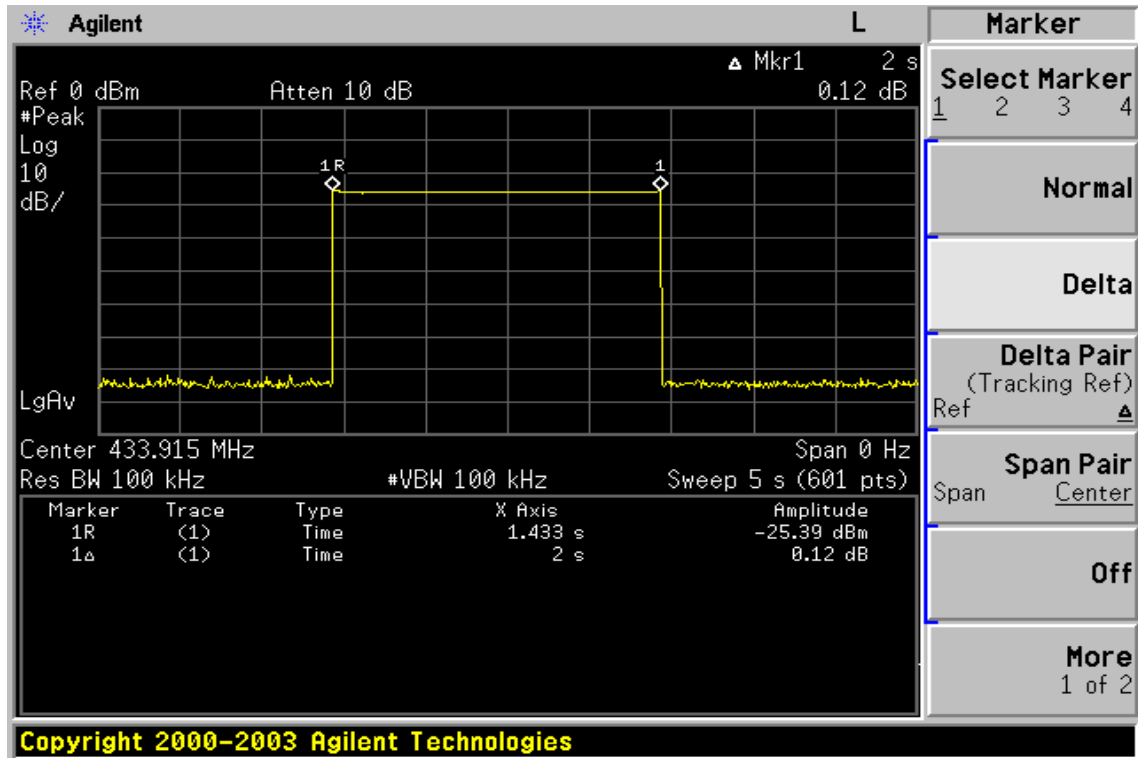 Agilent L
Δ Mkr1 2 s
Ref 0 dBm Atten 10 dB 0.12 dB
#Peak
Log
10
dB/
1R 1
LgAv
Center 433.915 MHz Span 0 Hz
Res BW 100 kHz #VBW 100 kHz Sweep 5 s (601 pts)
Marker Trace Type X Axis Amplitude
1R (1) Time 1.433 s -25.39 dBm
1Δ (1) Time 2 s 0.12 dB
Marker
Select Marker
1 2 3 4
Normal
Delta
Delta Pair
(Tracking Ref)
Ref Δ
Span Pair
Span Center
Off
More
1 of 2
Copyright 2000-2003 Agilent Technologies